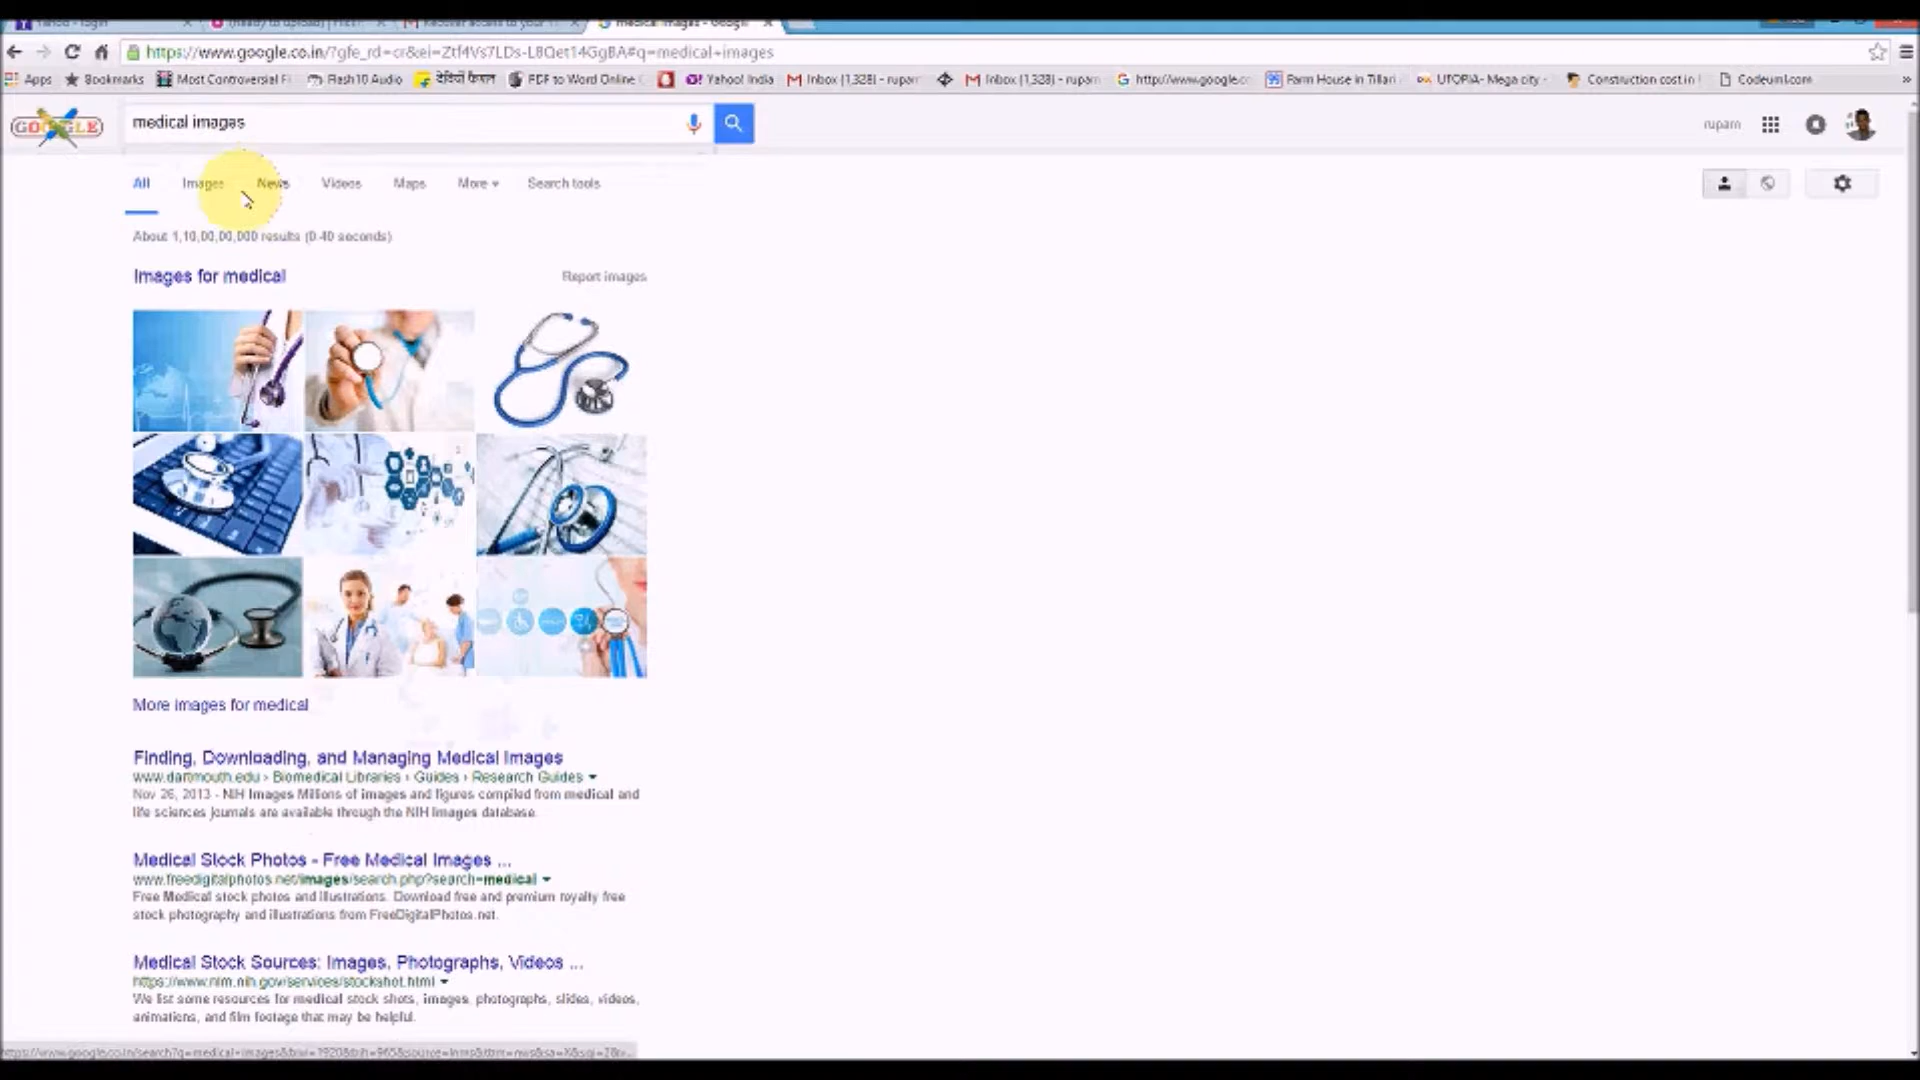 Yahoo - login
medical images - Google
https://www.google.co.in/?gfe_rd=cr&ei=Ztf4Vs7LDs-L8Qet14GgBA#q=medical+images
Apps Bookmarks Most Controversial Fi Flash10 Audio PDF to Word Online Yahoo! India Inbox (1,328) - rupam Inbox (1,328) - rupam http://www.google.co Farm House in Tillari UTOPIA- Mega city - Construction cost in I Codeuml.com »
GOOGLE
medical images
rupam
All Images News Videos Maps More Search tools
About 1,10,00,00,000 results (0.40 seconds)
Images for medical Report images
More images for medical
Finding, Downloading, and Managing Medical Images
www.dartmouth.edu › Biomedical Libraries › Guides › Research Guides
Nov 26, 2013 - NIH Images Millions of images and figures compiled from medical and
life sciences journals are available through the NIH Images database.
Medical Stock Photos - Free Medical Images ...
www.freedigitalphotos.net/images/search.php?search=medical
Free Medical stock photos and illustrations. Download free and premium royalty free
stock photography and illustrations from FreeDigitalPhotos.net.
Medical Stock Sources: Images, Photographs, Videos ...
https://www.nlm.nih.gov/services/stockshot.html
We list some resources for medical stock shots, images, photographs, slides, videos,
animations, and film footage that may be helpful.